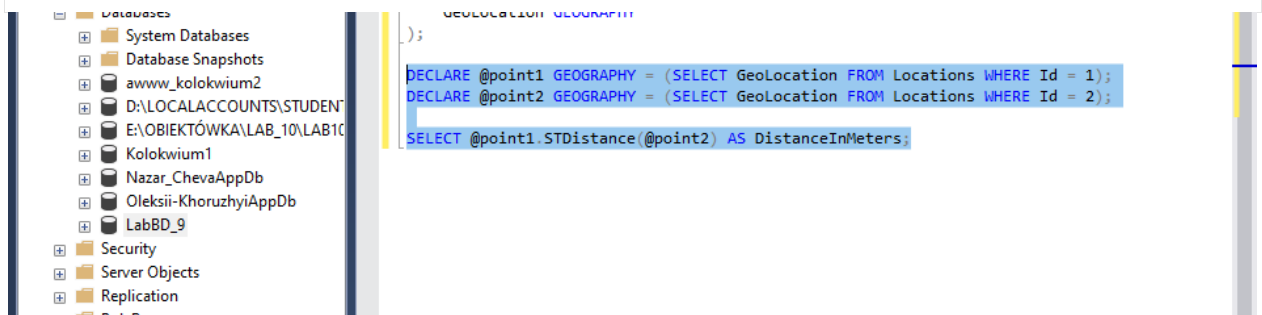 Databases
System Databases
Database Snapshots
awww_kolokwium2
D:\LOCALACCOUNTS\STUDENT
E:\OBIEKTÓWKA\LAB_10\LAB10
Kolokwium1
Nazar_ChevaAppDb
Oleksii-KhoruzhyiAppDb
LabBD_9
Security
Server Objects
Replication
GeoLocation GEOGRAPHY
);
DECLARE @point1 GEOGRAPHY = (SELECT GeoLocation FROM Locations WHERE Id = 1);
DECLARE @point2 GEOGRAPHY = (SELECT GeoLocation FROM Locations WHERE Id = 2);
SELECT @point1.STDistance(@point2) AS DistanceInMeters;